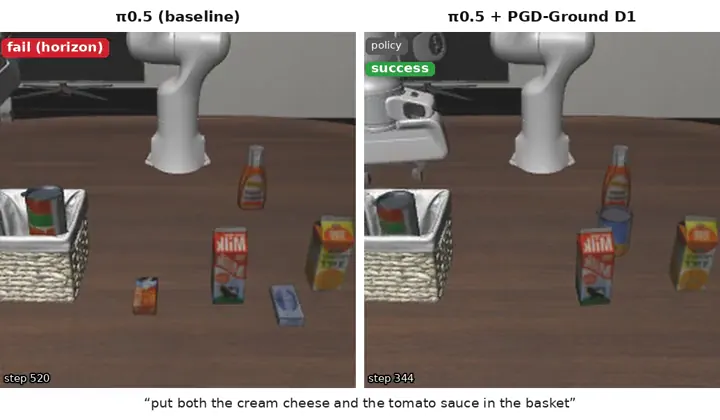 π0.5 (baseline)
π0.5 + PGD-Ground D1
fail (horizon)
policy
success
Milk
Milk
step 520
step 344
“put both the cream cheese and the tomato sauce in the basket”